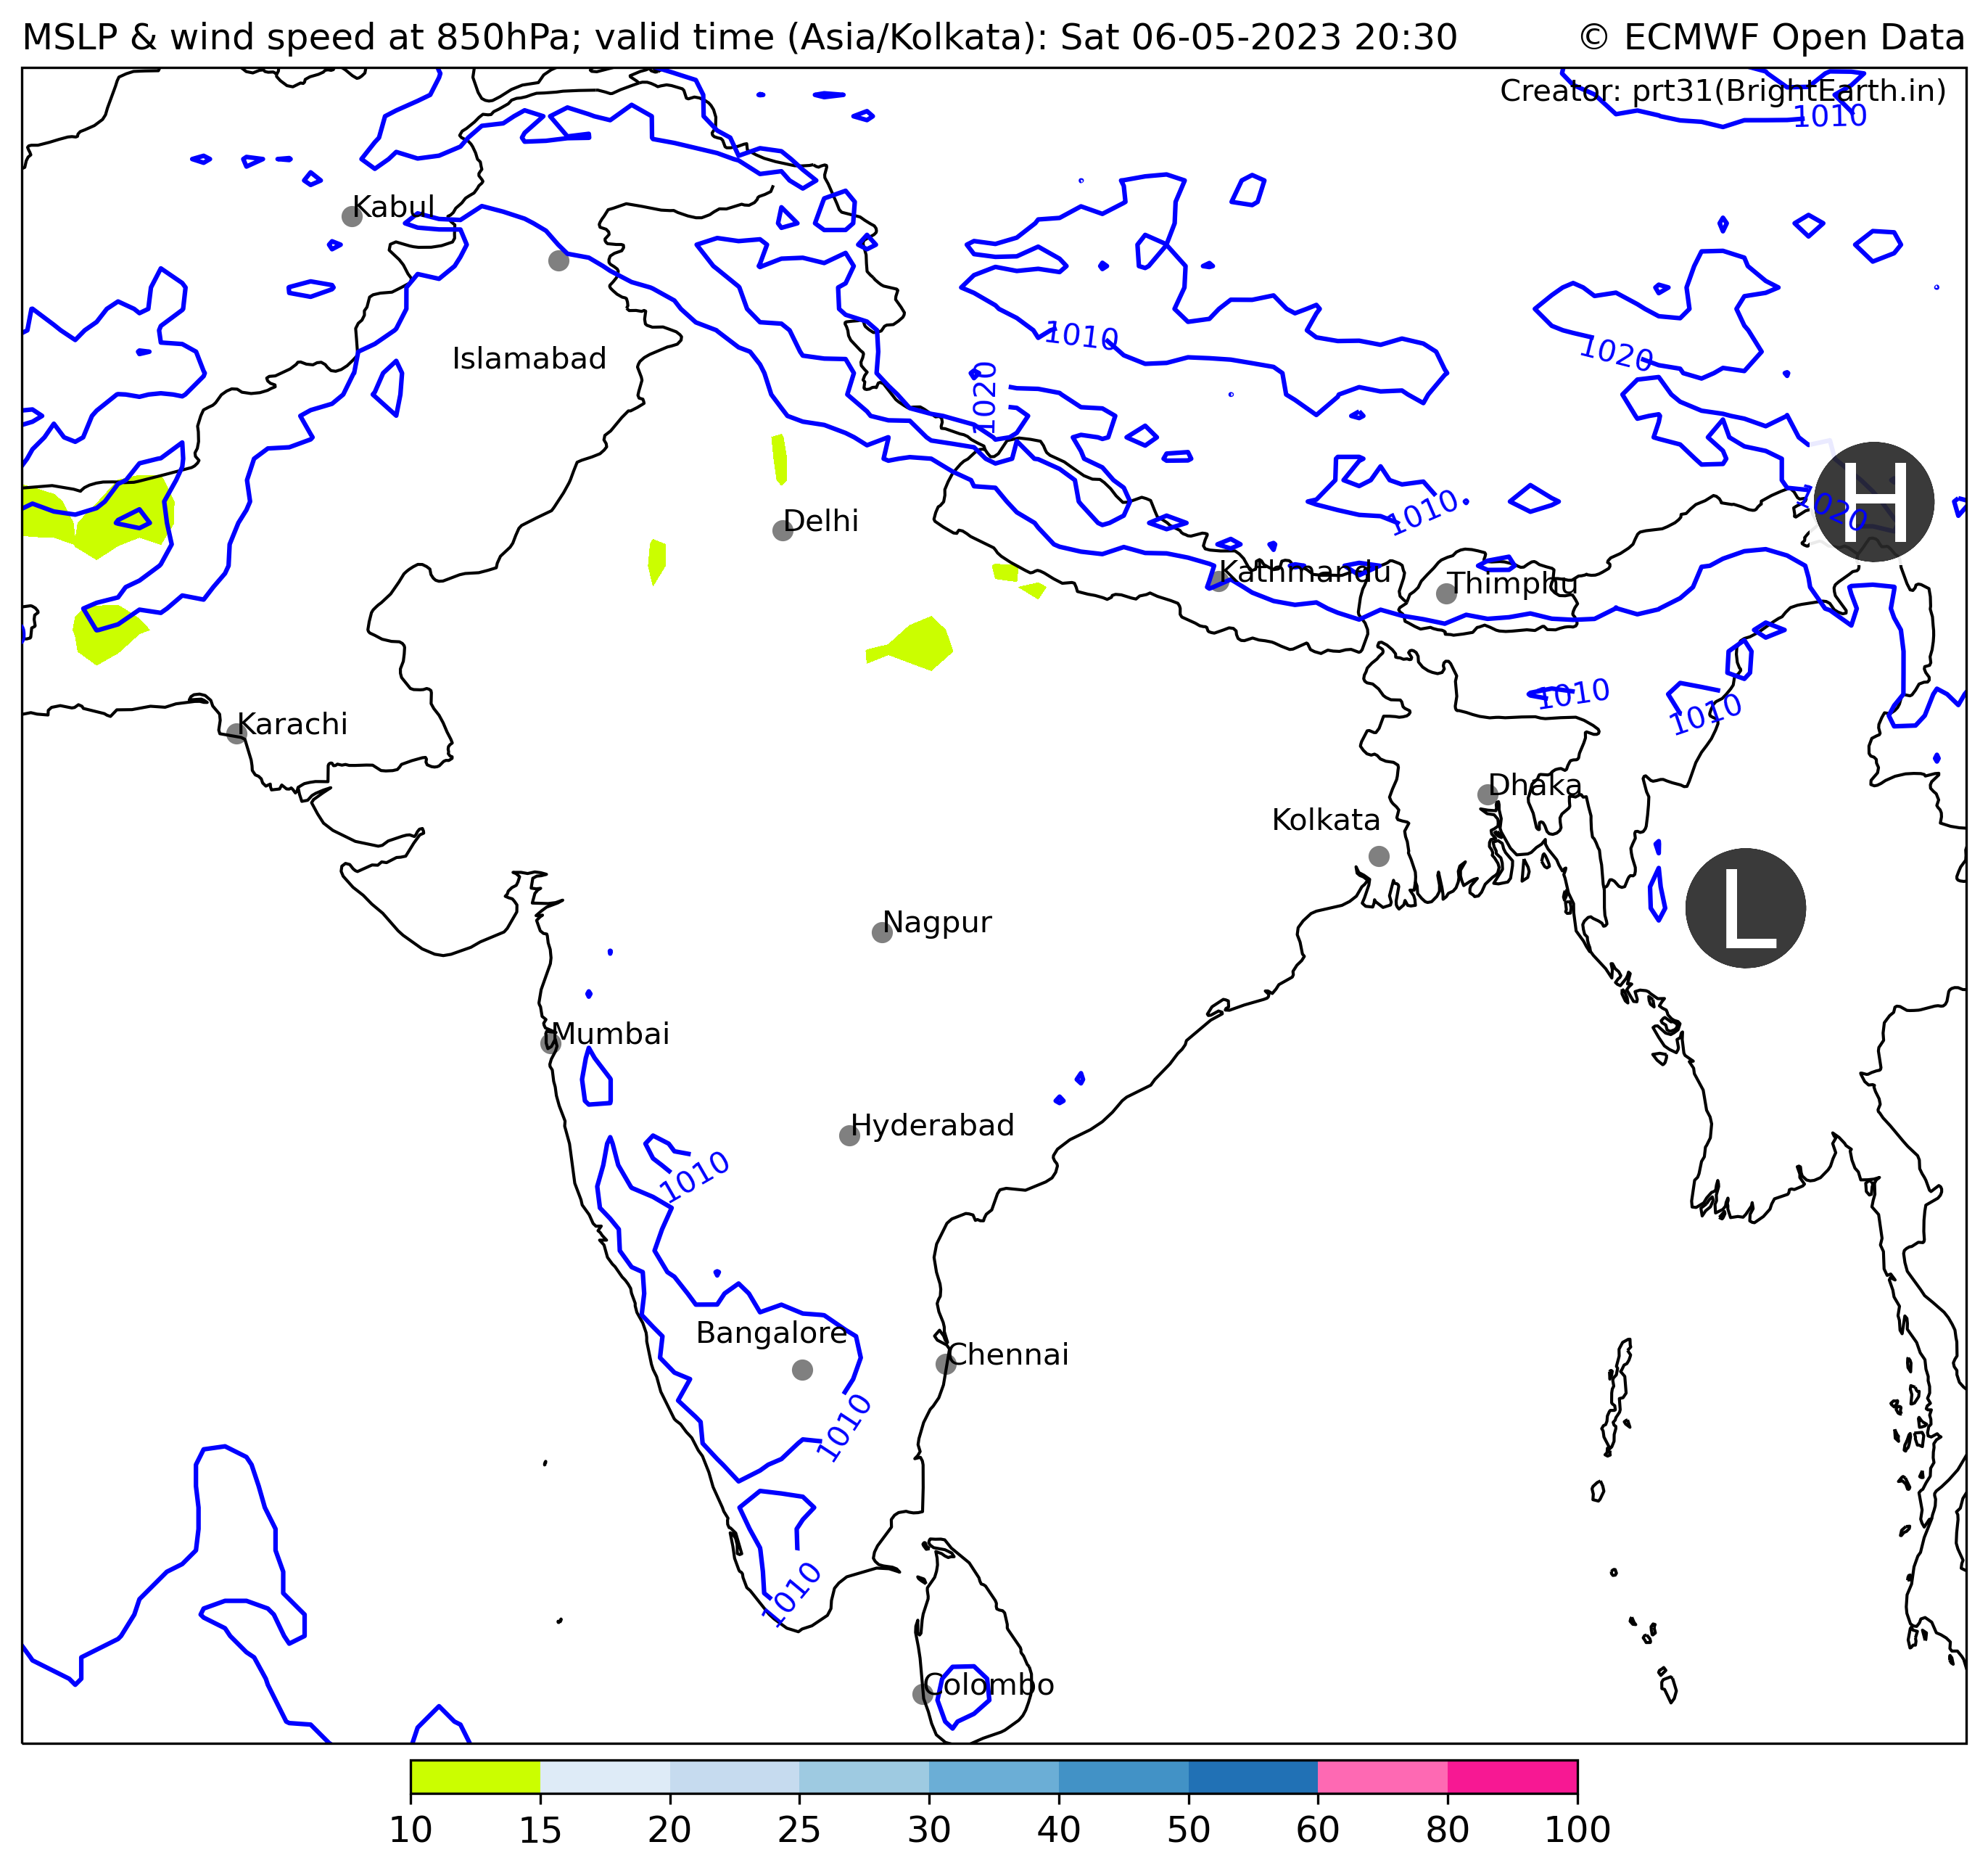 MSLP & wind speed at 850hPa; valid time (Asia/Kolkata): Sat 06-05-2023 20:30 © ECMWF Open Data
Creator: prt31(BrightEarth.in)
1010
Kabul
1010
1020
Islamabad
1020
H
1020
1010
Delhi
Kathmandu
Thimphu
1010
1010
Karachi
Dhaka
Kolkata
L
Nagpur
Mumbai
Hyderabad
1010
Bangalore
Chennai
1010
1010
Colombo
10 15 20 25 30 40 50 60 80 100